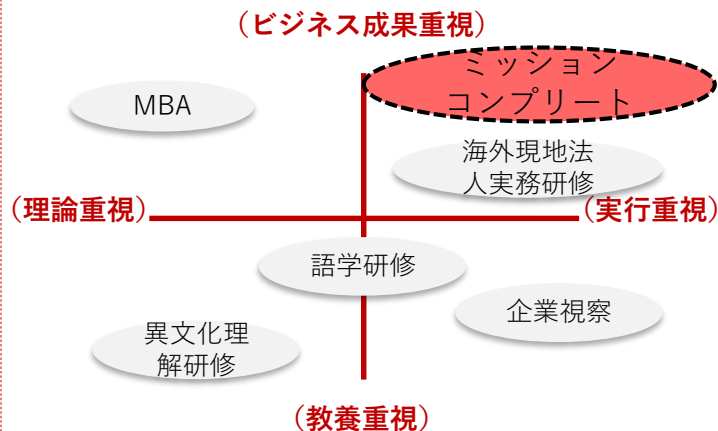 （ビジネス成果重視）
ミッション
コンプリート
MBA
海外現地法
人実務研修
（理論重視）
（実行重視）
語学研修
企業視察
異文化理
解研修
（教養重視）